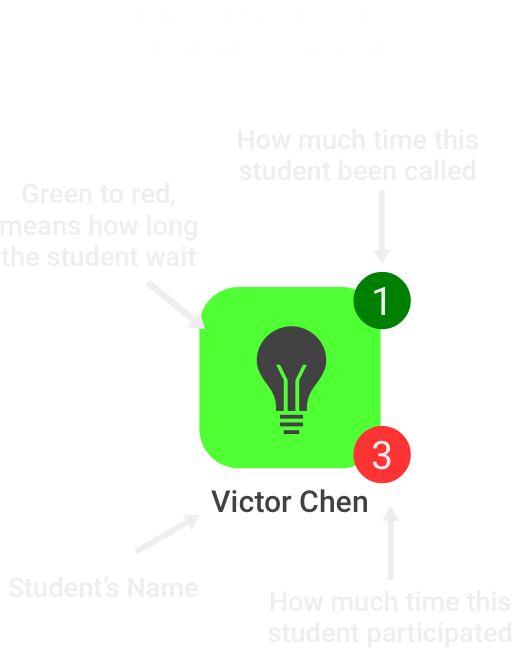 How much time this
student been called
Green to red,
means how long
the student wait
1
3
Victor Chen
Student's Name
How much time this
student participated